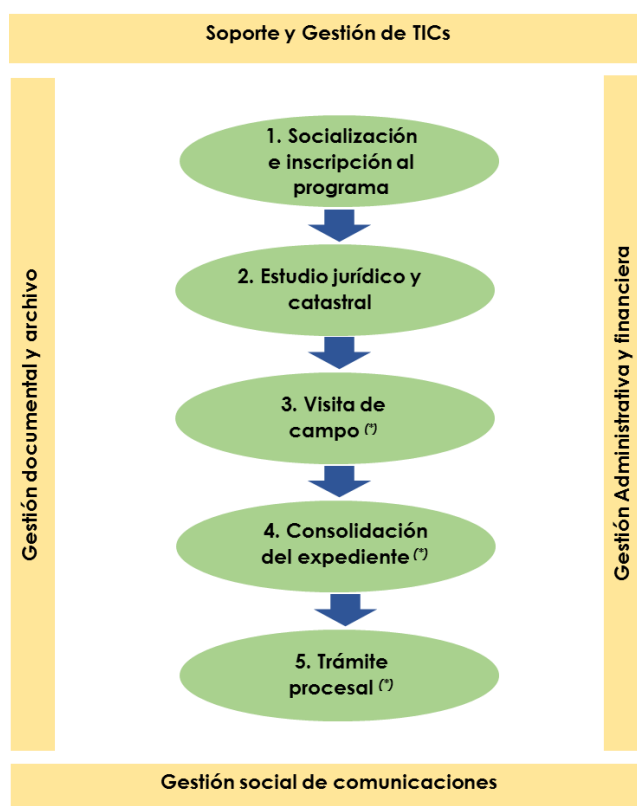 Soporte y Gestión de TICs
Gestión documental y archivo
1. Socialización
e inscripción al
programa
2. Estudio jurídico y
catastral
3. Visita de
campo (*)
4. Consolidación
del expediente (*)
5. Trámite
procesal (*)
Gestión Administrativa y financiera
Gestión social de comunicaciones